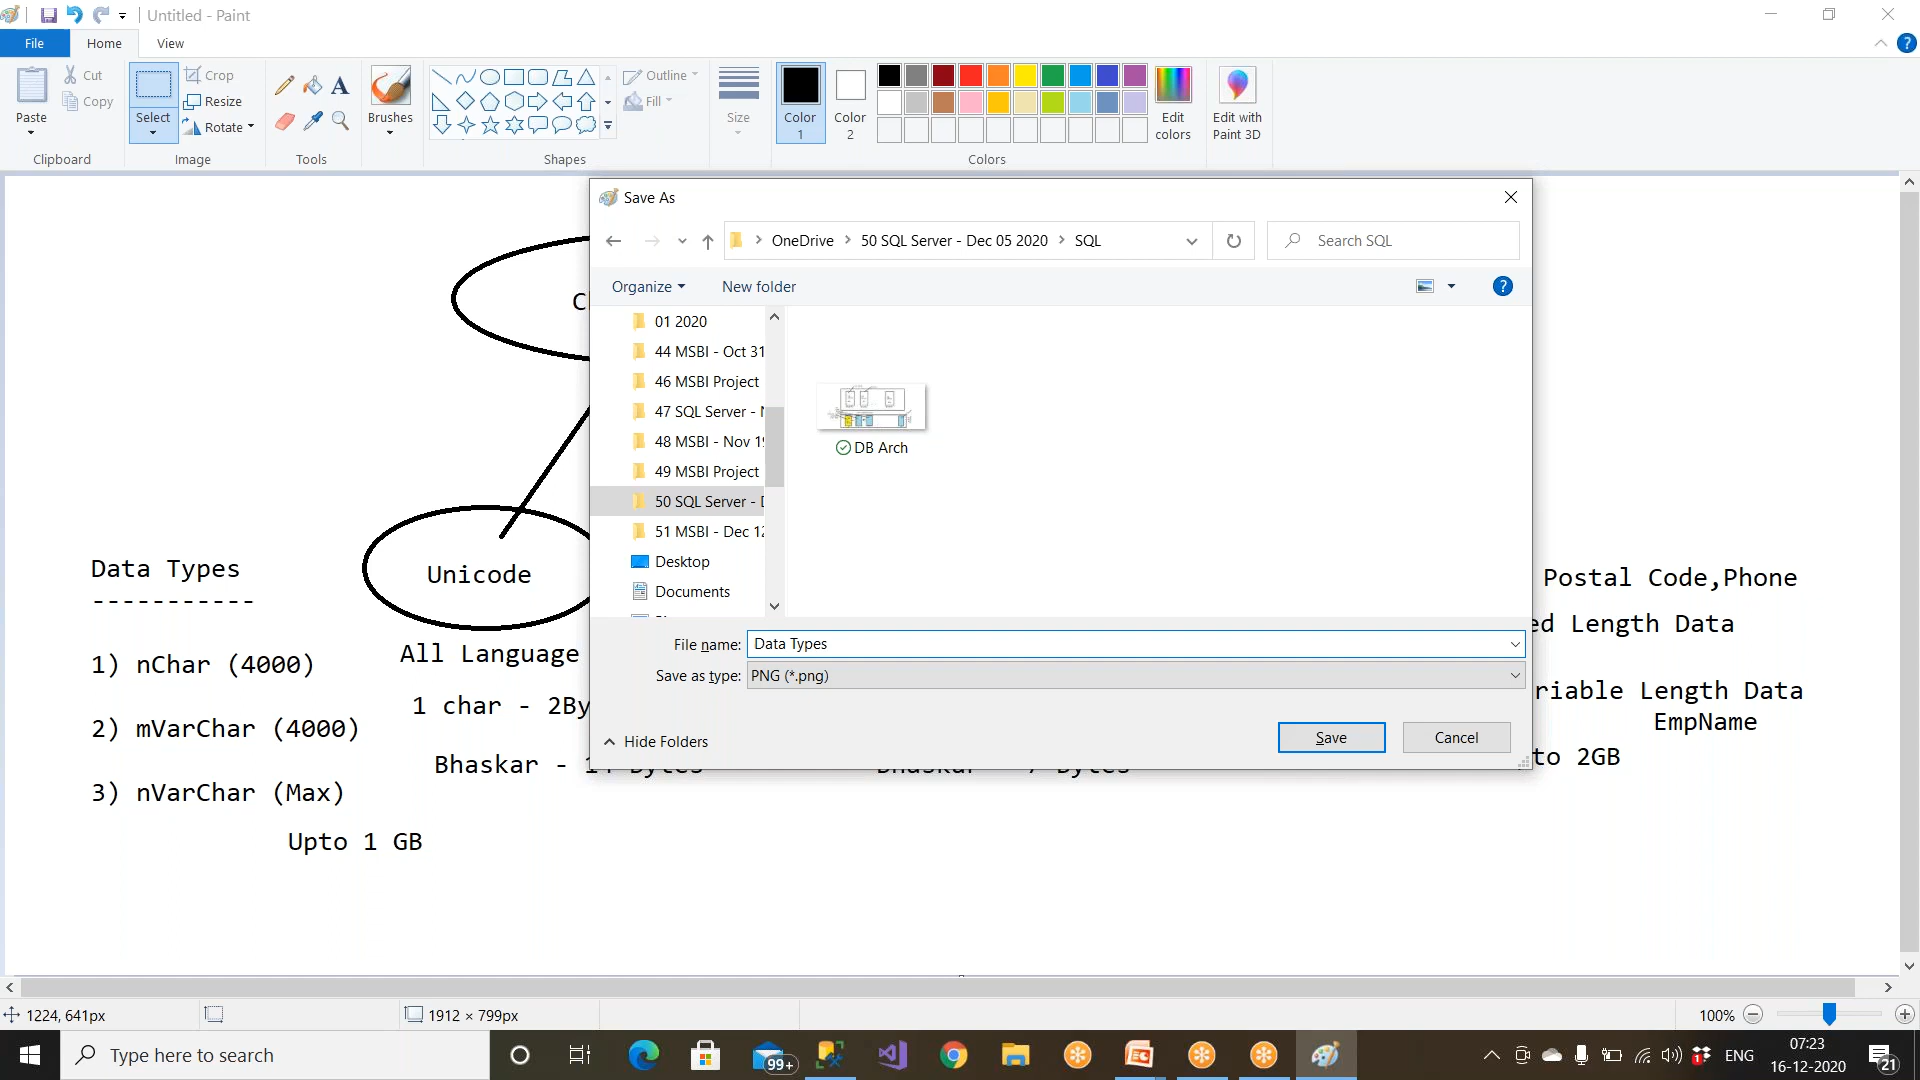 Untitled - Paint
File
Home
View
Paste
Cut
Copy
Clipboard
Select
Crop
Resize
Rotate
Image
Tools
Brushes
Outline
Fill
Shapes
Size
Color
1
Color
2
Edit
colors
Colors
Edit with
Paint 3D
Save As
OneDrive
50 SQL Server - Dec 05 2020
SQL
Search SQL
Organize
New folder
01 2020
44 MSBI - Oct 31
46 MSBI Project
47 SQL Server -
48 MSBI - Nov
49 MSBI Project
50 SQL Server -
51 MSBI - Dec 12
Desktop
Documents
DB Arch
File name:
Data Types
Save as type:
PNG (*.png)
Hide Folders
Save
Cancel
Unicode
Data Types
-----------
1) nChar (4000)
2) mVarChar (4000)
3) nVarChar (Max)
Upto 1 GB
All Language
1 char - 2By
Bhaskar -
Postal Code,Phone
ed Length Data
riable Length Data
EmpName
to 2GB
1224, 641px
1912 × 799px
100%
Type here to search
99+
ENG
07:23
16-12-2020
21